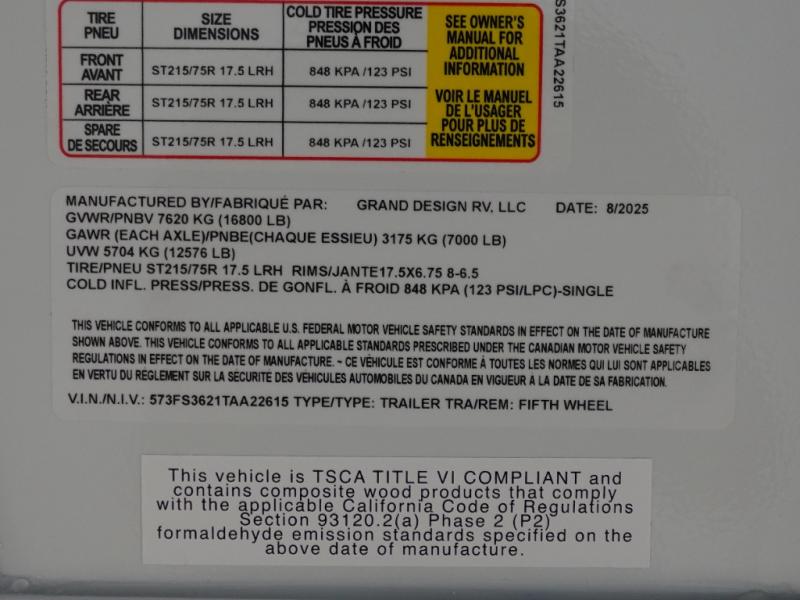 TIRE PNEU
SIZE DIMENSIONS
COLD TIRE PRESSURE PRESSION DES PNEUS À FROID
SEE OWNER'S MANUAL FOR ADDITIONAL INFORMATION
VOIR LE MANUEL DE L'USAGER POUR PLUS DE RENSEIGNEMENTS
FRONT AVANT ST215/75R 17.5 LRH 848 KPA /123 PSI
REAR ARRIÈRE ST215/75R 17.5 LRH 848 KPA /123 PSI
SPARE DE SECOURS ST215/75R 17.5 LRH 848 KPA /123 PSI
S3621TAA22615
MANUFACTURED BY/FABRIQUÉ PAR: GRAND DESIGN RV, LLC DATE: 8/2025
GVWR/PNBV 7620 KG (16800 LB)
GAWR (EACH AXLE)/PNBE(CHAQUE ESSIEU) 3175 KG (7000 LB)
UVW 5704 KG (12576 LB)
TIRE/PNEU ST215/75R 17.5 LRH RIMS/JANTE17.5X6.75 8-6.5
COLD INFL. PRESS/PRESS. DE GONFL. À FROID 848 KPA (123 PSI/LPC)-SINGLE
THIS VEHICLE CONFORMS TO ALL APPLICABLE U.S. FEDERAL MOTOR VEHICLE SAFETY STANDARDS IN EFFECT ON THE DATE OF MANUFACTURE
SHOWN ABOVE. THIS VEHICLE CONFORMS TO ALL APPLICABLE STANDARDS PRESCRIBED UNDER THE CANADIAN MOTOR VEHICLE SAFETY
REGULATIONS IN EFFECT ON THE DATE OF MANUFACTURE. ~ CE VÉHICULE EST CONFORME À TOUTES LES NORMES QUI LUI SONT APPLICABLES
EN VERTU DU RÈGLEMENT SUR LA SÉCURITÉ DES VÉHICULES AUTOMOBILES DU CANADA EN VIGUEUR À LA DATE DE SA FABRICATION.
V.I.N./N.I.V.: 573FS3621TAA22615 TYPE/TYPE: TRAILER TRA/REM: FIFTH WHEEL
This vehicle is TSCA TITLE VI COMPLIANT and
contains composite wood products that comply
with the applicable California Code of Regulations
Section 93120.2(a) Phase 2 (P2)
formaldehyde emission standards specified on the
above date of manufacture.